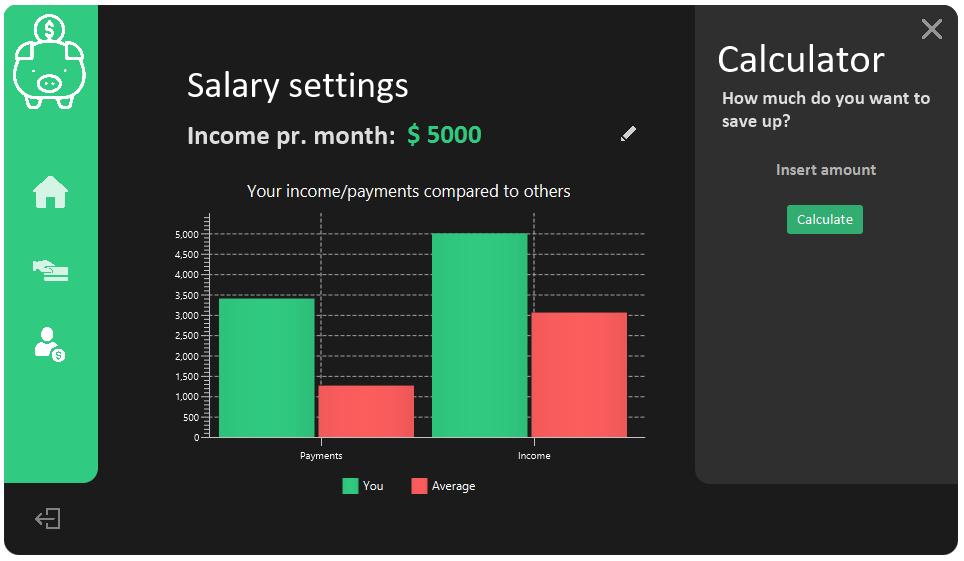 $
Salary settings
Income pr. month: $ 5000
Your income/payments compared to others
5,000
4,500
4,000
3,500
3,000
2,500
2,000
1,500
1,000
500
0
Payments
Income
You
Average
$
Calculator
How much do you want to
save up?
Insert amount
Calculate